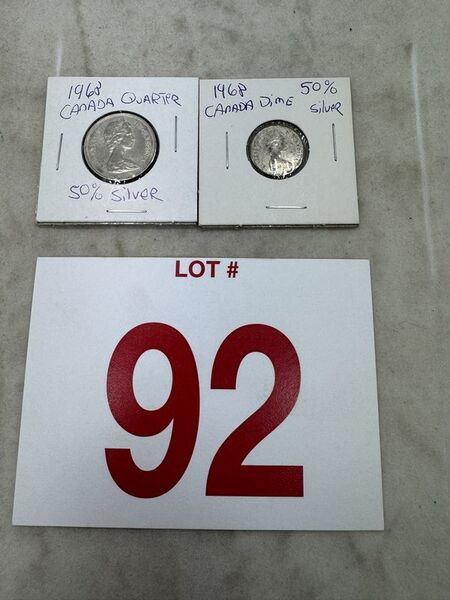 1968
CANADA QUARTER
50% Silver
1968 50%
CANADA Dime Silver
LOT #
92